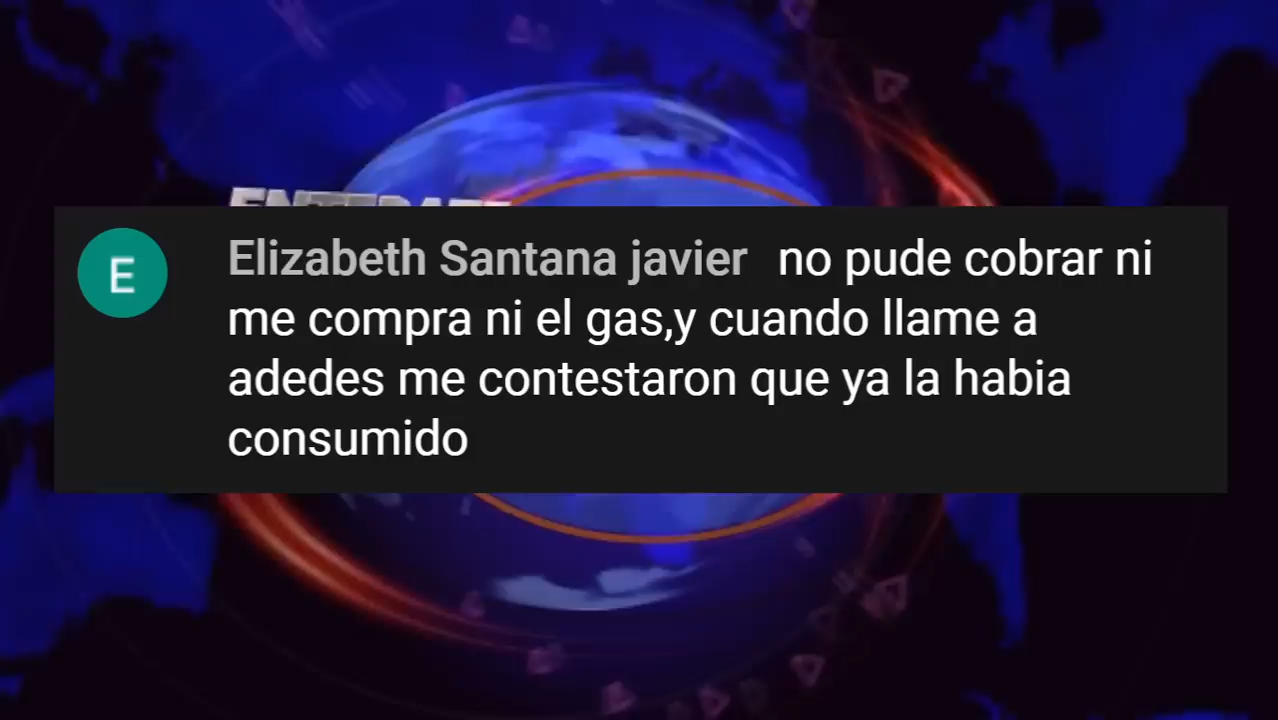 ENTERATE
Elizabeth Santana javier no pude cobrar ni
me compra ni el gas,y cuando llame a
adedes me contestaron que ya la habia
consumido
E